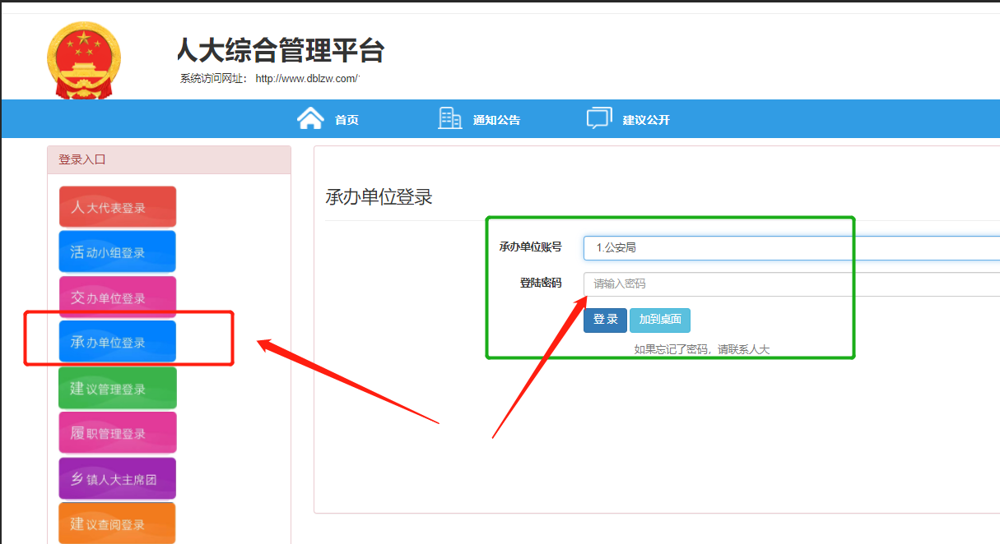 人大综合管理平台
系统访问网址： http://www.dblzw.com/
首页 通知公告 建议公开
登录入口
人大代表登录
活动小组登录
交办单位登录
承办单位登录
建议管理登录
履职管理登录
乡镇人大主席团
建议查阅登录
承办单位登录
承办单位账号 1.公安局
登陆密码 请输入密码
登 录 加到桌面
如果忘记了密码，请联系人大